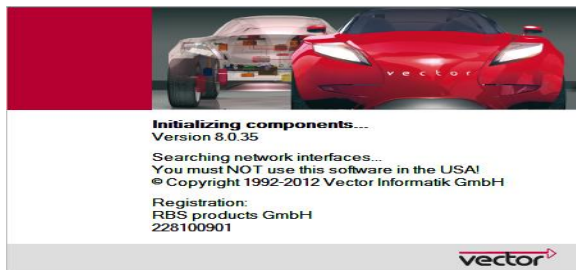 vector
Initializing components...
Version 8.0.35
Searching network interfaces...
You must NOT use this software in the USA!
© Copyright 1992-2012 Vector Informatik GmbH
Registration:
RBS products GmbH
228100901
vector